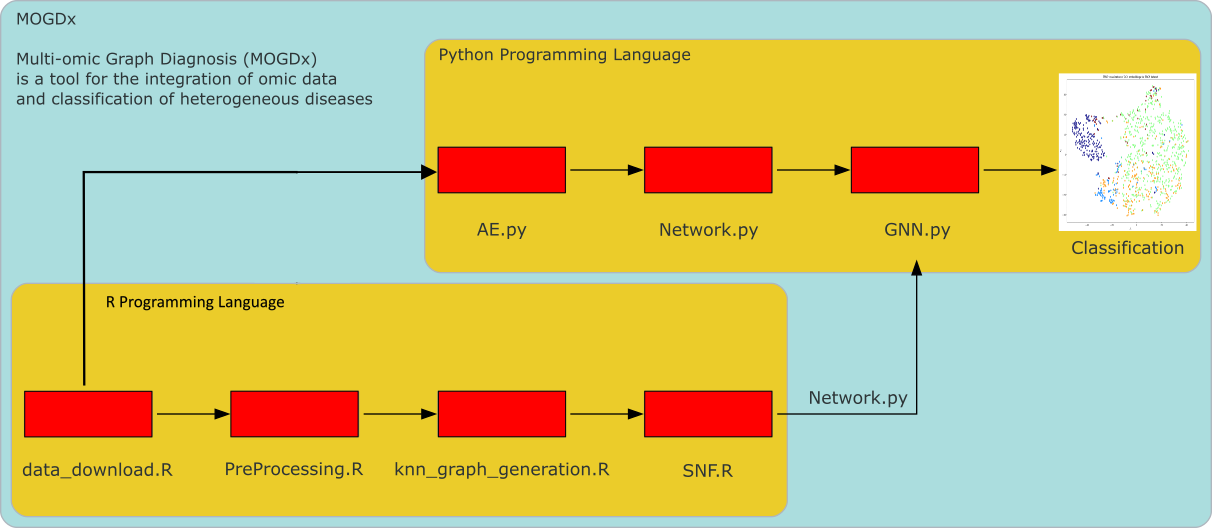 MOGDx
Multi-omic Graph Diagnosis (MOGDx)
is a tool for the integration of omic data
and classification of heterogeneous diseases
Python Programming Language
AE.py
Network.py
GNN.py
Classification
R Programming Language
Network.py
data_download.R
PreProcessing.R
knn_graph_generation.R
SNF.R